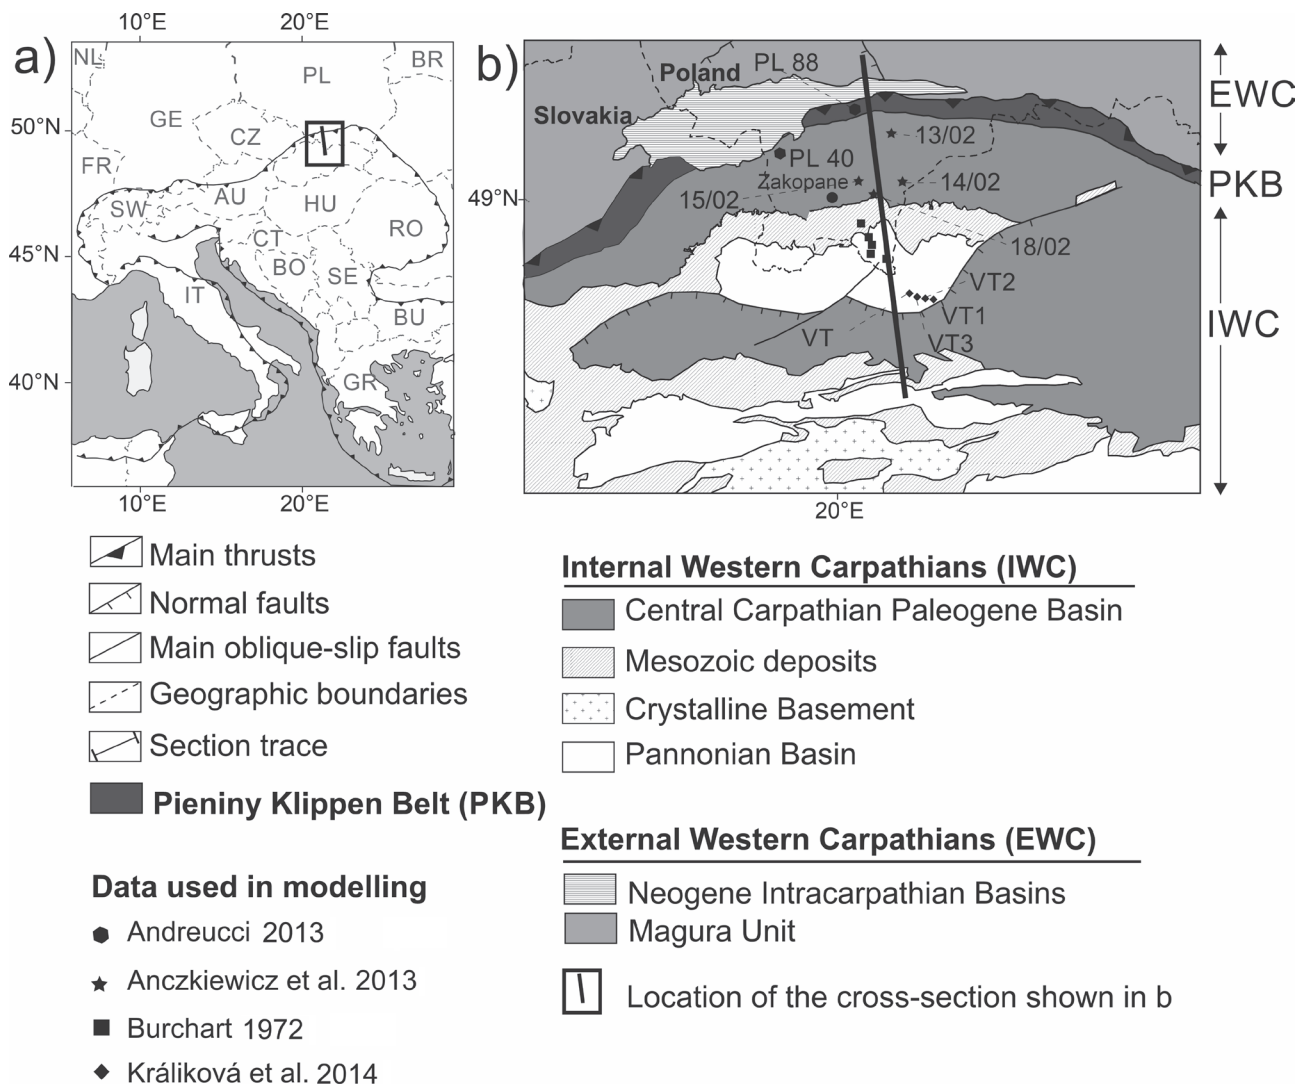 a)
10°E
20°E
NL
BR
PL
50°N
GE
CZ
FR
AU
SW
HU
RO
CT
45°N
BO
SE
IT
BU
40°N
GR
10°E
20°E
b)
Poland
PL 88
EWC
Slovakia
13/02
PL 40
Zakopane
14/02
PKB
49°N
15/02
18/02
VT2
VT1
IWC
VT
VT3
20°E
Main thrusts
Normal faults
Main oblique-slip faults
Geographic boundaries
Section trace
Pieniny Klippen Belt (PKB)
Data used in modelling
Andreucci 2013
Anczkiewicz et al. 2013
Burchart 1972
Králiková et al. 2014
Internal Western Carpathians (IWC)
Central Carpathian Paleogene Basin
Mesozoic deposits
Crystalline Basement
Pannonian Basin
External Western Carpathians (EWC)
Neogene Intracarpathian Basins
Magura Unit
Location of the cross-section shown in b